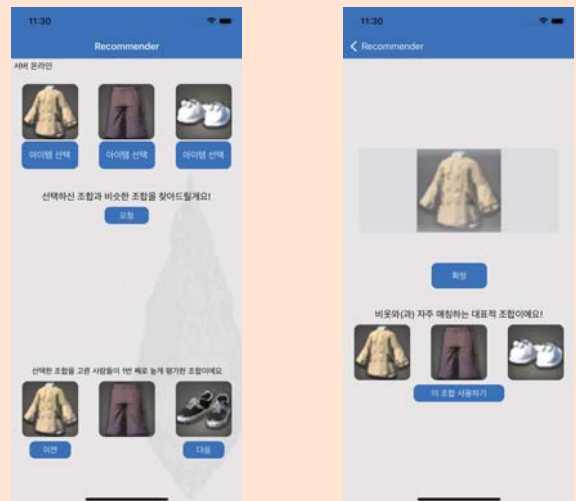 11:30
Recommender
서버 온라인
아이템 선택
아이템 선택
아이템 선택
선택하신 조합과 비슷한 조합을 찾아드릴게요!
요청
선택한 조합을 고른 사람들이 1번 째로 높게 평가한 조합이에요
이전
다음
11:30
Recommender
확정
비옷와(과) 자주 매칭하는 대표적 조합이에요!
이 조합 사용하기